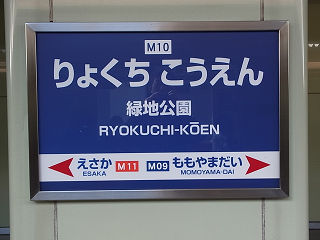 M10
りょくちこうえん
緑地公園
RYOKUCHI-KŌEN
えさか M11 M09 ももやまだい
ESAKA MOMOYAMA-DAI